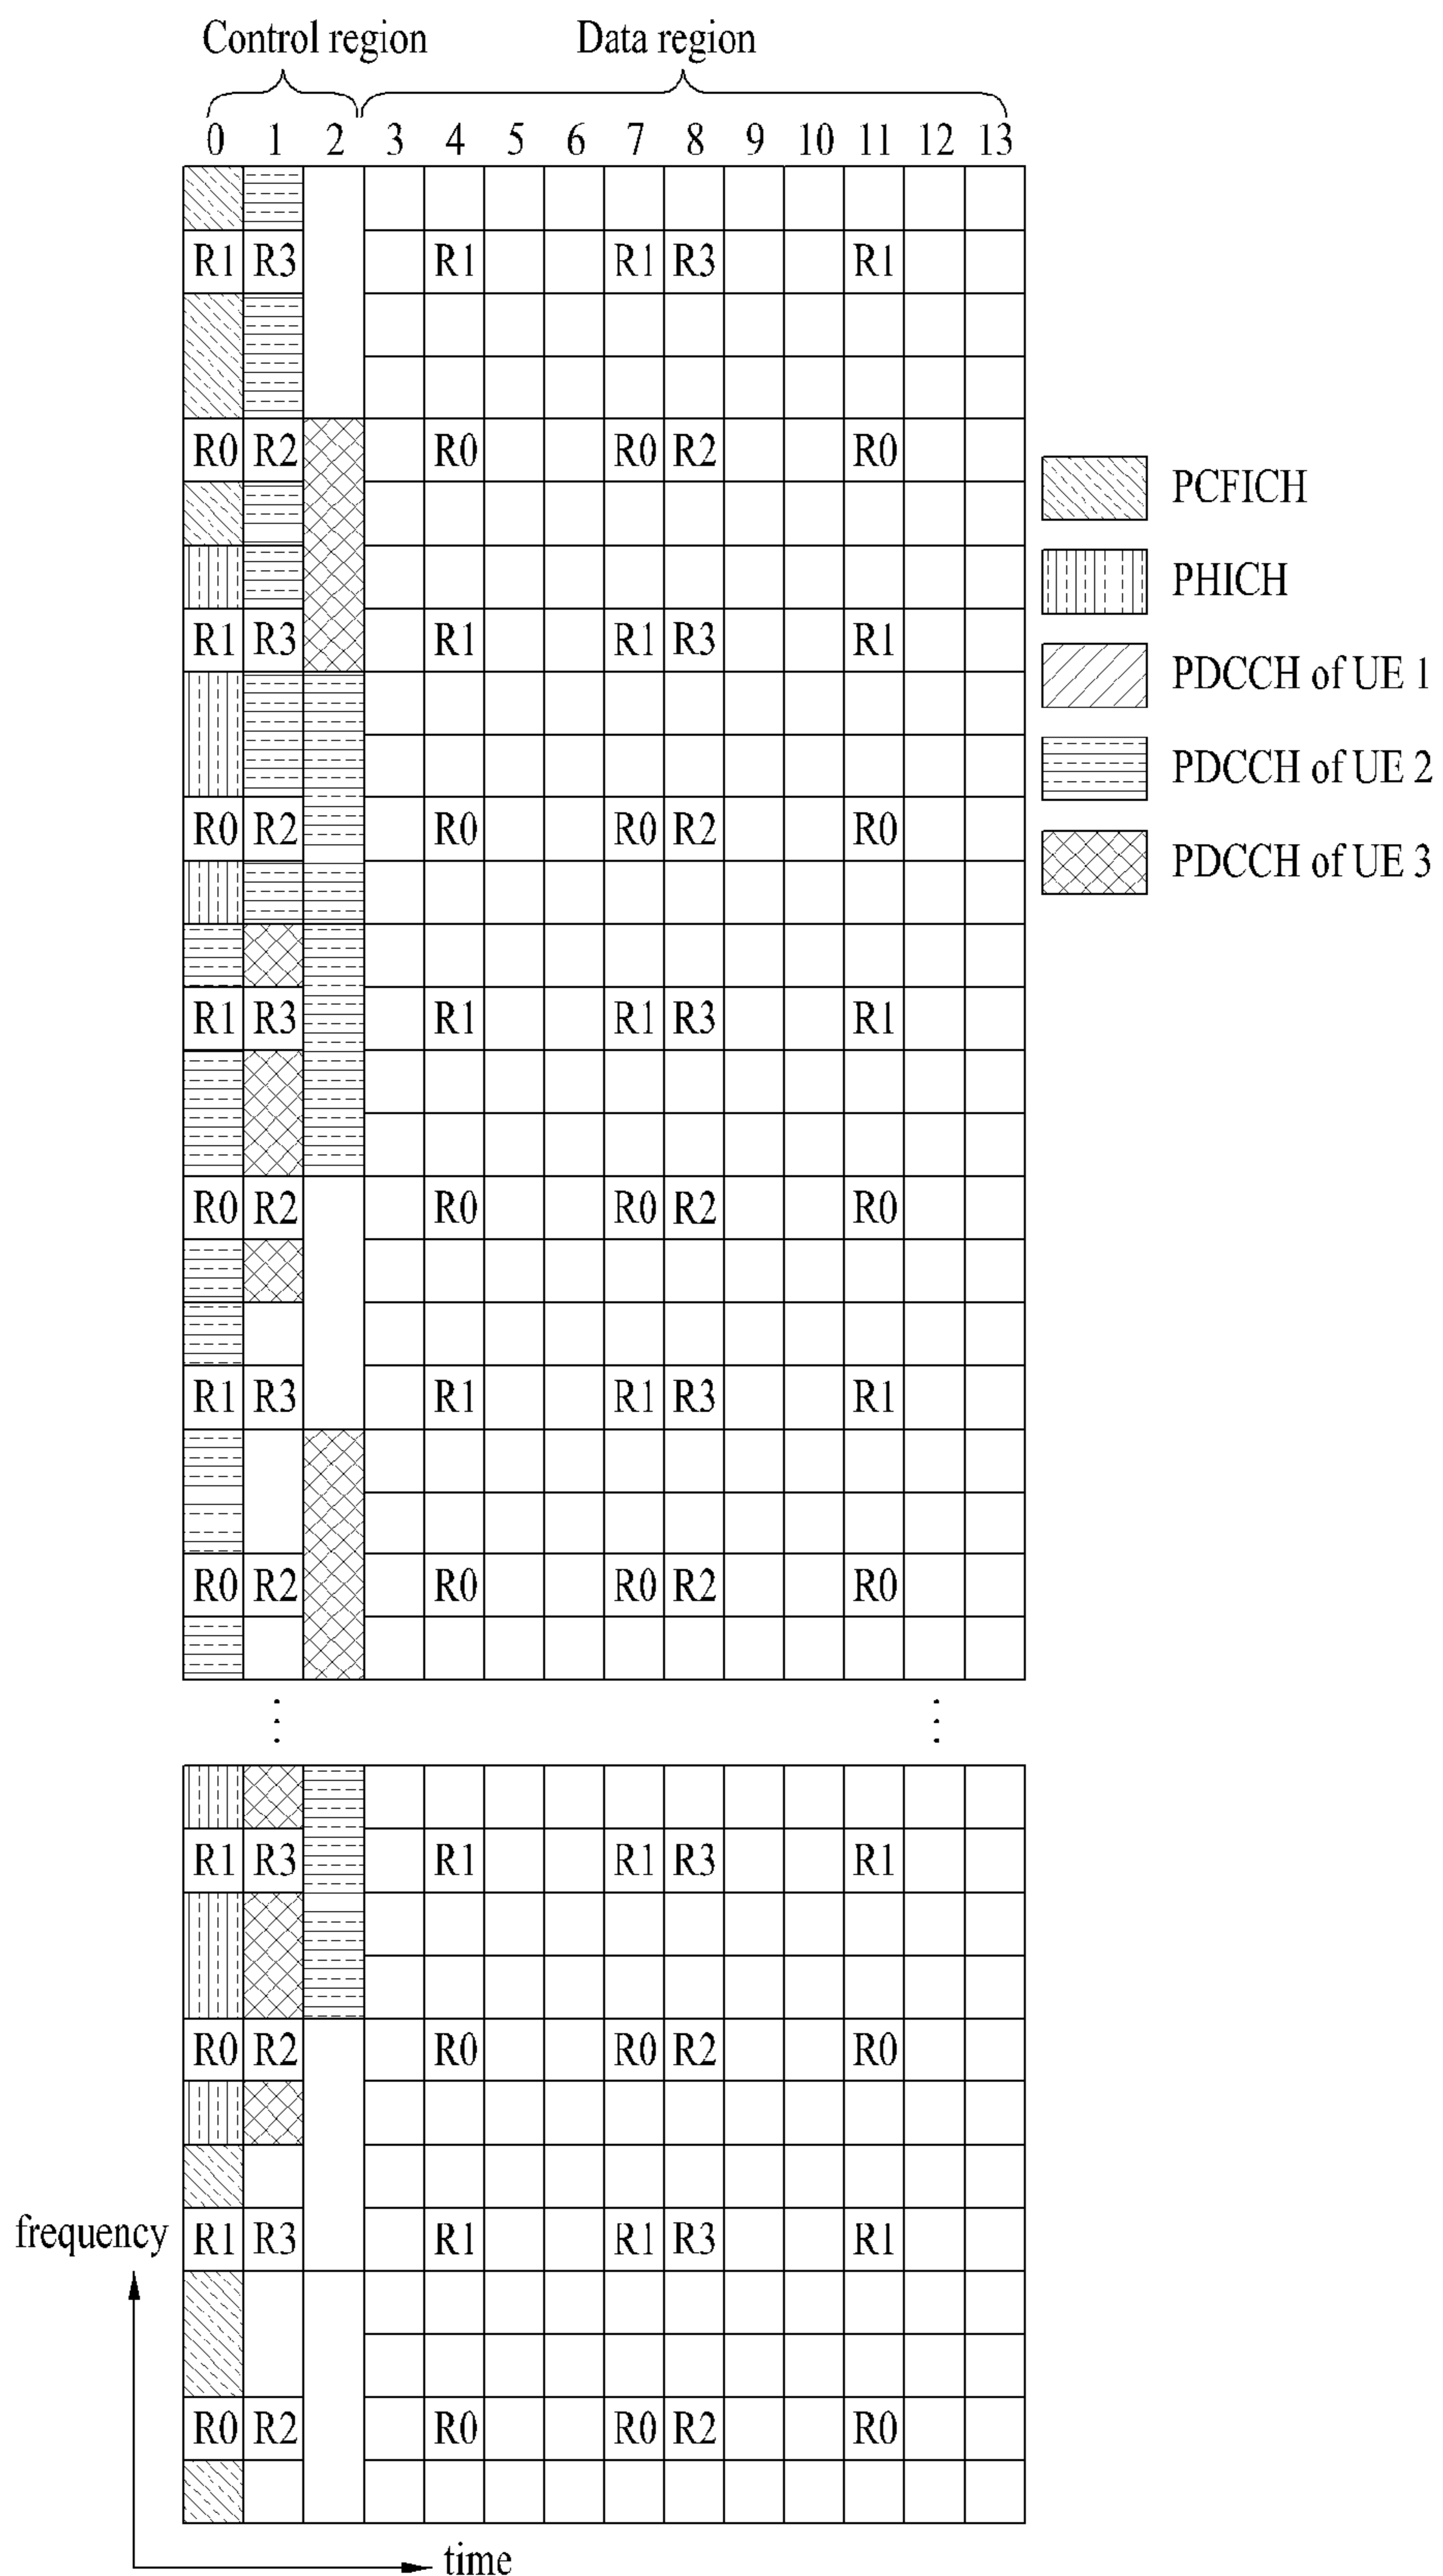 Control region Data region
0 1 2 3 4 5 6 7 8 9 10 11 12 13
R1 R3 R1 R1 R3 R1
R0 R2 R0 R0 R2 R0
PCFICH
PHICH
R1 R3 R1 R1 R3 R1
PDCCH of UE 1
PDCCH of UE 2
R0 R2 R0 R0 R2 R0
PDCCH of UE 3
R1 R3 R1 R1 R3 R1
R0 R2 R0 R0 R2 R0
R1 R3 R1 R1 R3 R1
R0 R2 R0 R0 R2 R0
R1 R3 R1 R1 R3 R1
R0 R2 R0 R0 R2 R0
frequency R1 R3 R1 R1 R3 R1
R0 R2 R0 R0 R2 R0
time